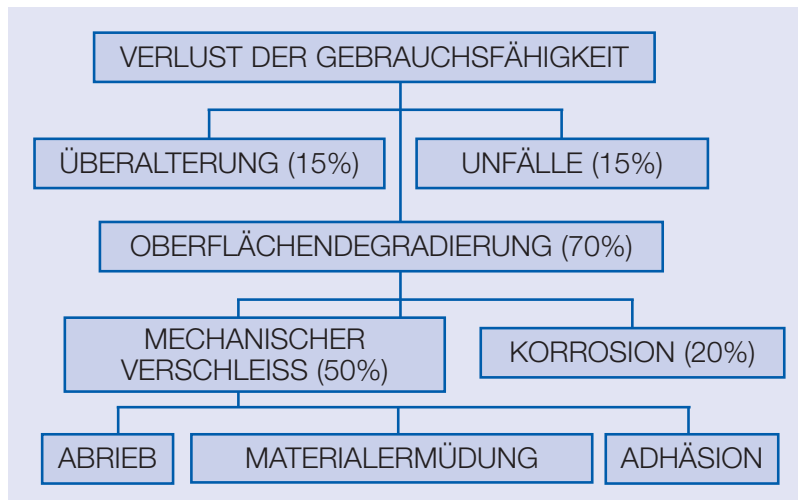 VERLUST DER GEBRAUCHSFÄHIGKEIT
ÜBERALTERUNG (15%)
UNFÄLLE (15%)
OBERFLÄCHENDEGRADIERUNG (70%)
MECHANISCHER
VERSCHLEISS (50%)
KORROSION (20%)
ABRIEB
MATERIALERMÜDUNG
ADHÄSION